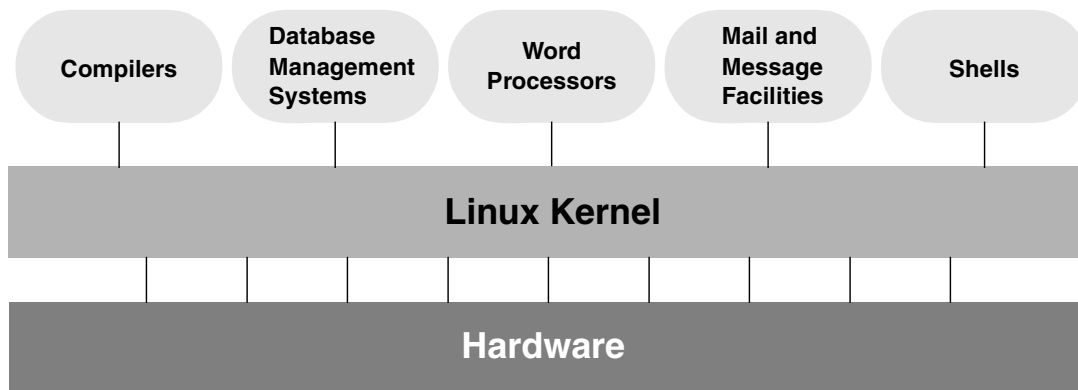 Compilers
Database
Management
Systems
Word
Processors
Mail and
Message
Facilities
Shells
Linux Kernel
Hardware